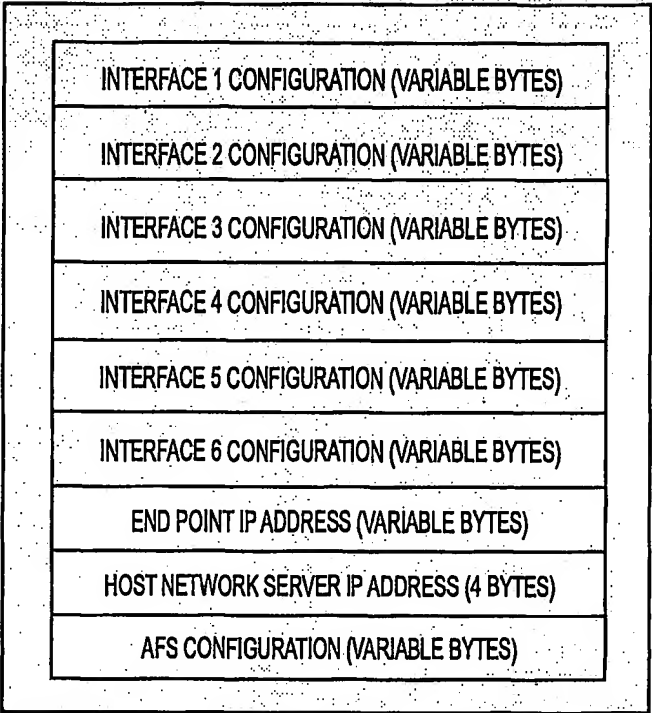 INTERFACE 1 CONFIGURATION (VARIABLE BYTES)
INTERFACE 2 CONFIGURATION (VARIABLE BYTES)
INTERFACE 3 CONFIGURATION (VARIABLE BYTES)
INTERFACE 4 CONFIGURATION (VARIABLE BYTES)
INTERFACE 5 CONFIGURATION (VARIABLE BYTES)
INTERFACE 6 CONFIGURATION (VARIABLE BYTES)
END POINT IP ADDRESS (VARIABLE BYTES)
HOST NETWORK SERVER IP ADDRESS (4 BYTES)
AFS CONFIGURATION (VARIABLE BYTES)